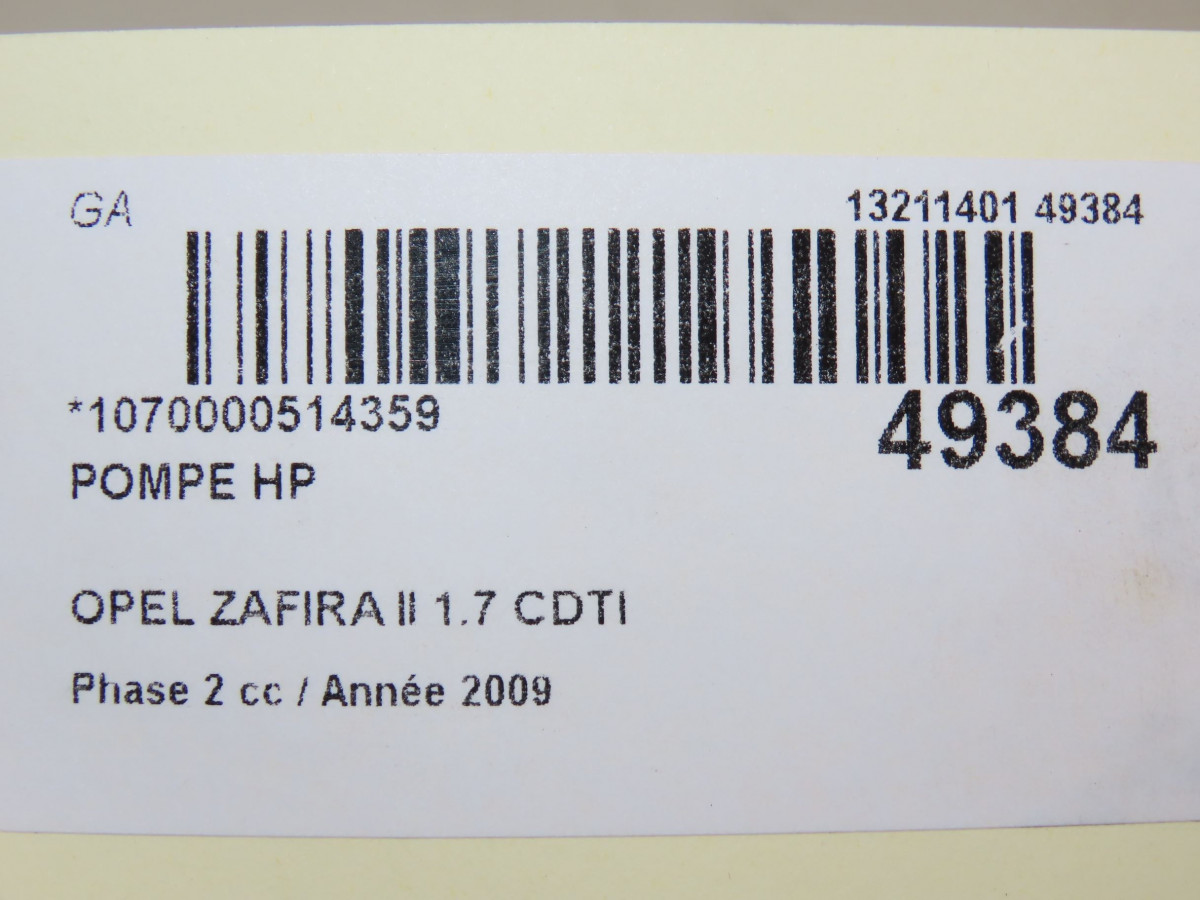 GA
13211401 49384
*1070000514359
49384
POMPE HP
OPEL ZAFIRA II 1.7 CDTI
Phase 2 cc / Année 2009